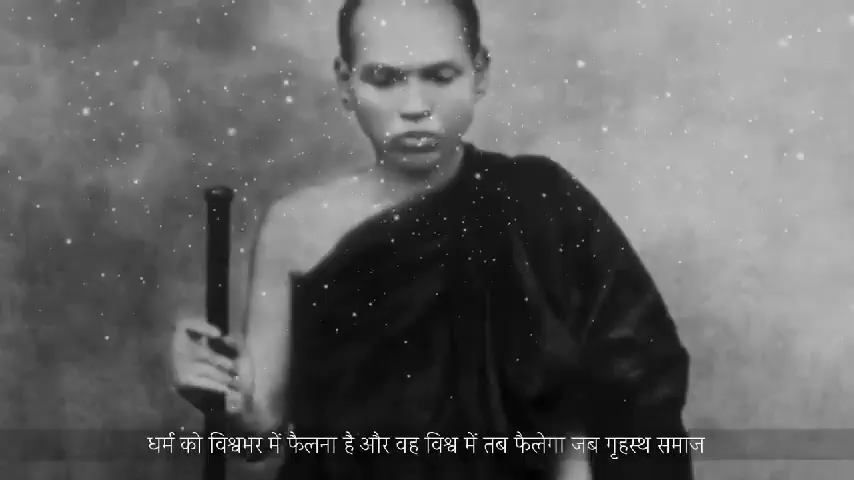 धर्म को विश्वभर में फैलना है और वह विश्व में तब फैलेगा जब गृहस्थ समाज